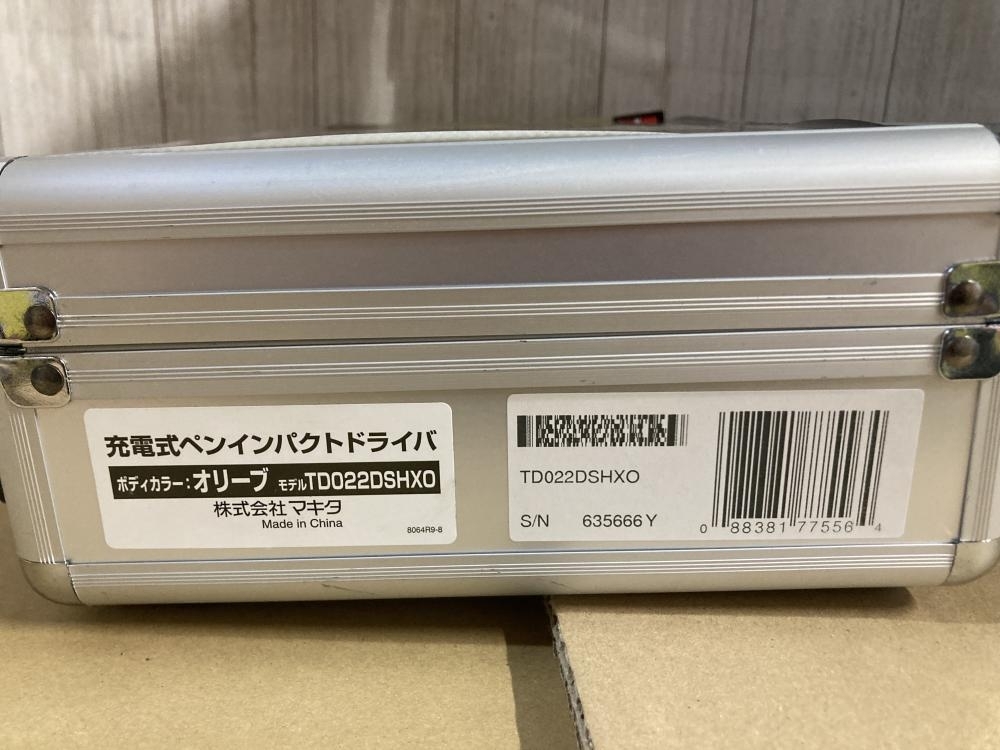 充電式ペンインパクトドライバ
ボディカラー:オリーブ モデルTD022DSHXO
株式会社マキタ
Made in China
8064R9-8
TD022DSHXO
S/N 635666Y
0 88381 77556 4